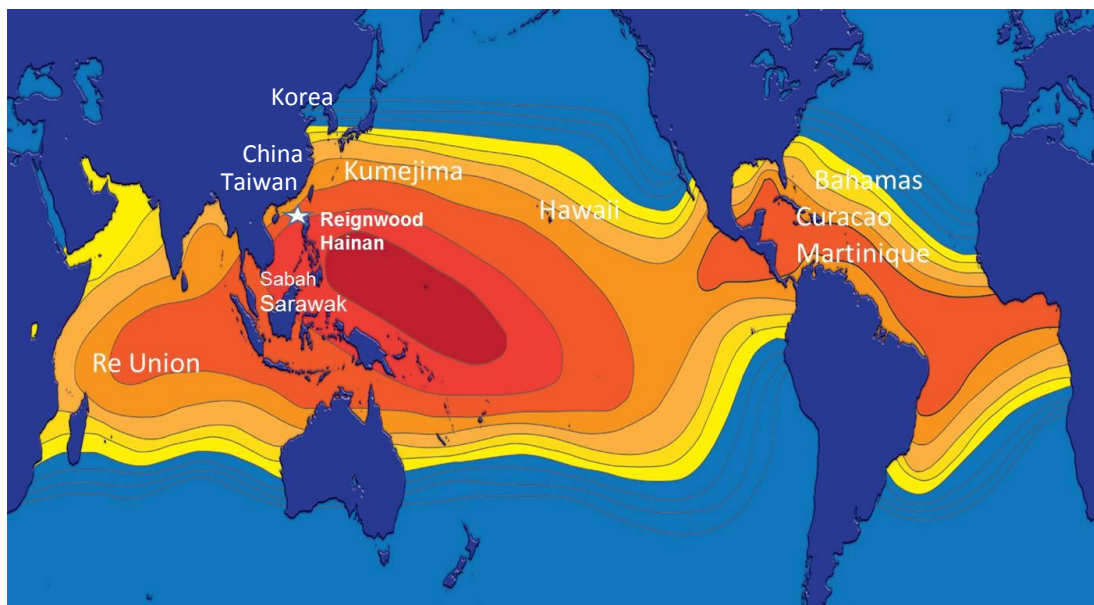 Korea
China
Taiwan
Kumejima
Hawaii
Bahamas
Curacao
Martinique
Reignwood
Hainan
Sabah
Sarawak
Re Union